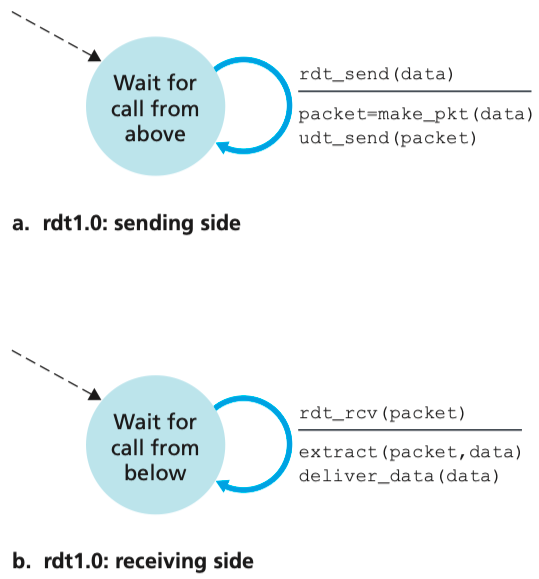 Wait for
call from
above
rdt_send(data)
packet=make_pkt(data)
udt_send(packet)
a. rdt1.0: sending side
Wait for
call from
below
rdt_rcv(packet)
extract(packet,data)
deliver_data(data)
b. rdt1.0: receiving side